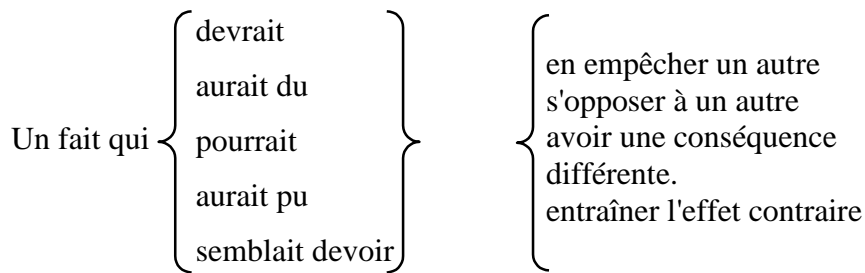 Un fait qui
devrait
aurait du
pourrait
aurait pu
semblait devoir
en empêcher un autre
s'opposer à un autre
avoir une conséquence
différente.
entraîner l'effet contraire